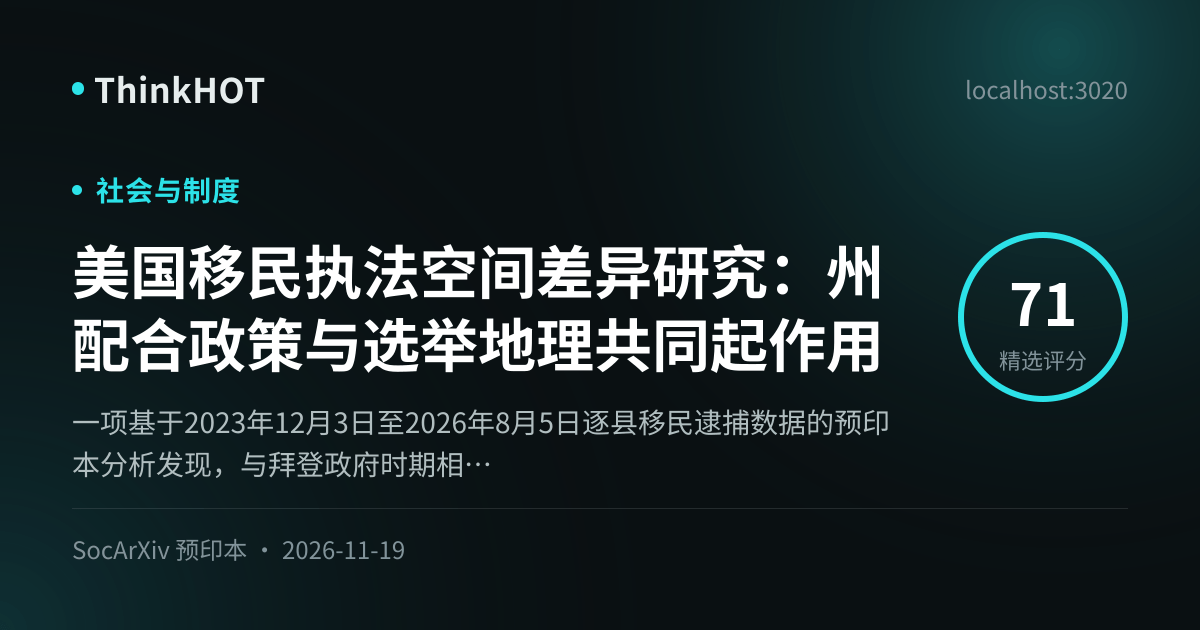 ThinkHOT
localhost:3020
社会与制度
美国移民执法空间差异研究：州
配合政策与选举地理共同起作用
71
精选评分
一项基于2023年12月3日至2026年8月5日逐县移民逮捕数据的预印
本分析发现，与拜登政府时期相…
SocArXiv 预印本 · 2026-11-19